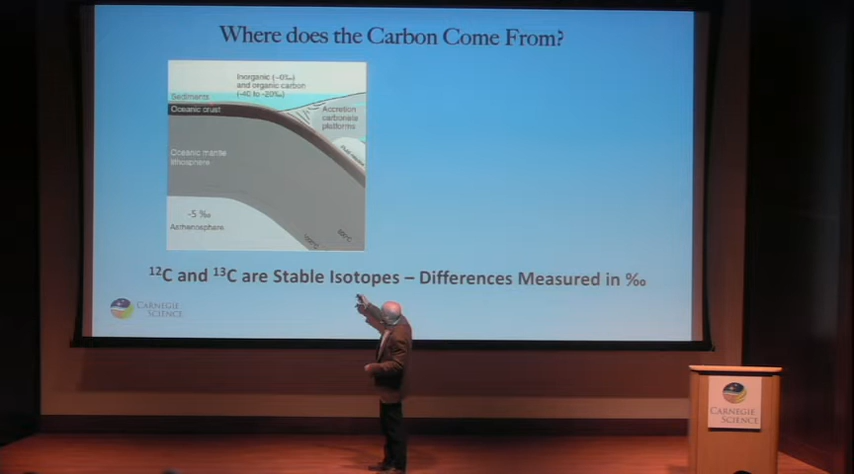 Where does the Carbon Come From?
Inorganic (~0‰)
and organic carbon
(-40 to -20‰)
Sediments
Oceanic crust
Accretion
carbonate
platforms
Oceanic mantle
lithosphere
-5 ‰
Asthenosphere
¹²C and ¹³C are Stable Isotopes – Differences Measured in ‰
CARNEGIE
SCIENCE
CARNEGIE
SCIENCE